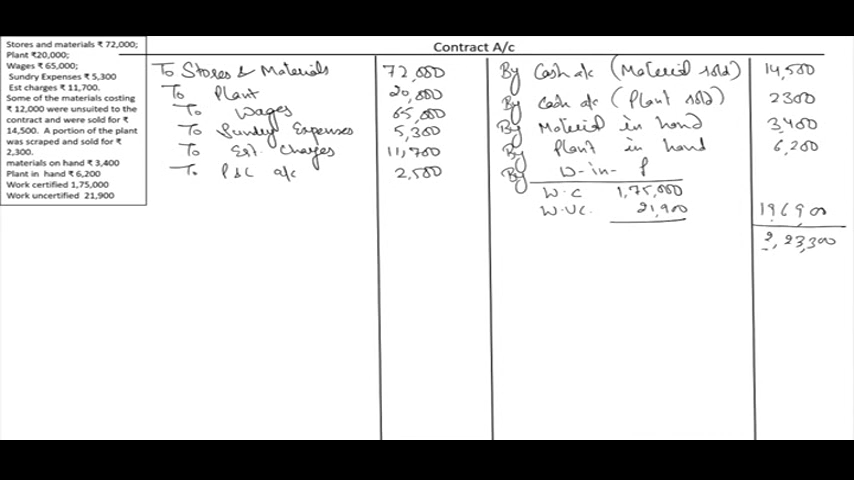 Stores and materials ₹ 72,000;
Plant ₹20,000;
Wages ₹ 65,000;
Sundry Expenses ₹ 5,300
Est charges ₹ 11,700.
Some of the materials costing
₹ 12,000 were unsuited to the
contract and were sold for ₹
14,500. A portion of the plant
was scraped and sold for ₹
2,300.
materials on hand ₹ 3,400
Plant in hand ₹ 6,200
Work certified 1,75,000
Work uncertified 21,900
Contract A/c
To Stores & Materials 72,000 By Cash a/c (Material sold) 14,500
To Plant 20,000 By Cash a/c (Plant sold) 2300
To Wages 65,000 By Material in hand 3,400
To Sundry Expenses 5,300 By Plant in hand 6,200
To Est. Charges 11,700 By W-in-P
To P&L a/c 2,500 W.C 1,75,000
W.UC. 21,900 196,900
2,23,300